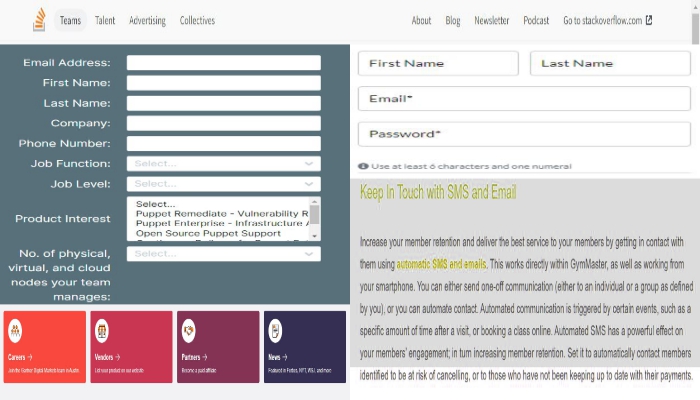 Teams Talent Advertising Collectives About Blog Newsletter Podcast Go to stackoverflow.com
Email Address:
First Name:
Last Name:
Company:
Phone Number:
Job Function: Select...
Job Level: Select...
Product Interest
Select...
Puppet Remediate - Vulnerability R
Puppet Enterprise - Infrastructure A
Open Source Puppet Support
No. of physical, Select...
virtual, and cloud
nodes your team
manages:
First Name Last Name
Email*
Password*
Use at least 6 characters and one numeral
Keep In Touch with SMS and Email
Increase your member retention and deliver the best service to your members by getting in contact with
them using automatic SMS and emails. This works directly within GymMaster, as well as working from
your smartphone. You can either send one-off communication (either to an individual or a group as defined
by you), or you can automate contact. Automated communication is triggered by certain events, such as a
specific amount of time after a visit, or booking a class online. Automated SMS has a powerful effect on
your members' engagement; in turn increasing member retention. Set it to automatically contact members
identified to be at risk of cancelling, or to those who have not been keeping up to date with their payments.
Careers →
Vendors →
List your product on our website
Partners →
Become a paid affiliate
News →
Featured in Forbes, NYT, WSJ, and more